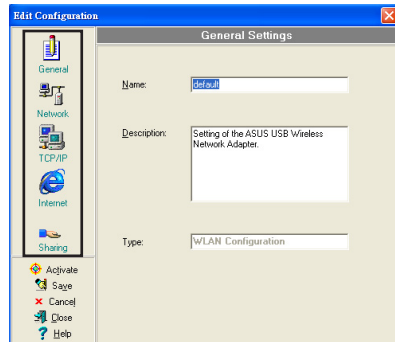 Edit Configuration
General Settings
General
Network
TCP/IP
Internet
Sharing
Activate
Save
Cancel
Close
Help
Name:
default
Description:
Setting of the ASUS USB Wireless
Network Adapter.
Type:
WLAN Configuration